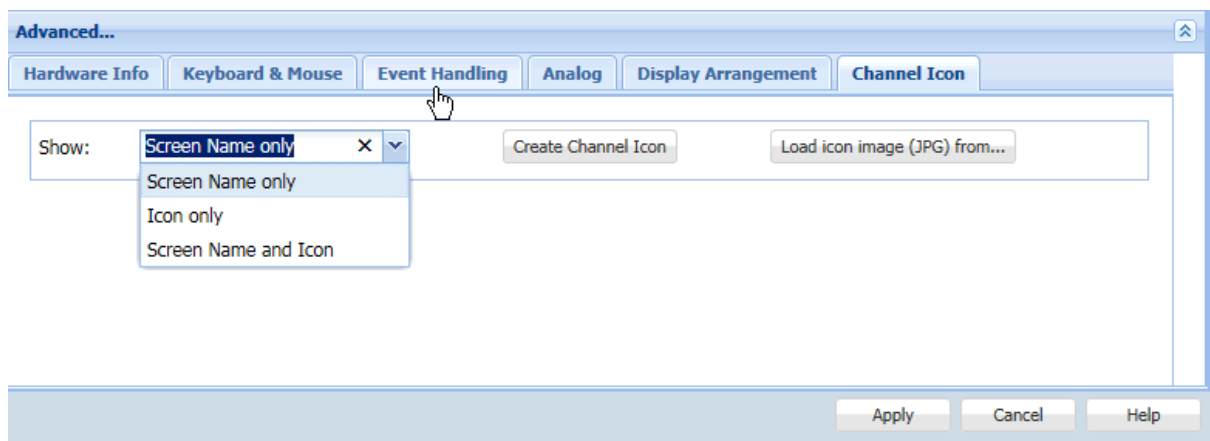 Advanced...
Hardware Info Keyboard & Mouse Event Handling Analog Display Arrangement Channel Icon
Show: Screen Name only Create Channel Icon Load icon image (JPG) from...
Screen Name only
Icon only
Screen Name and Icon
Apply Cancel Help